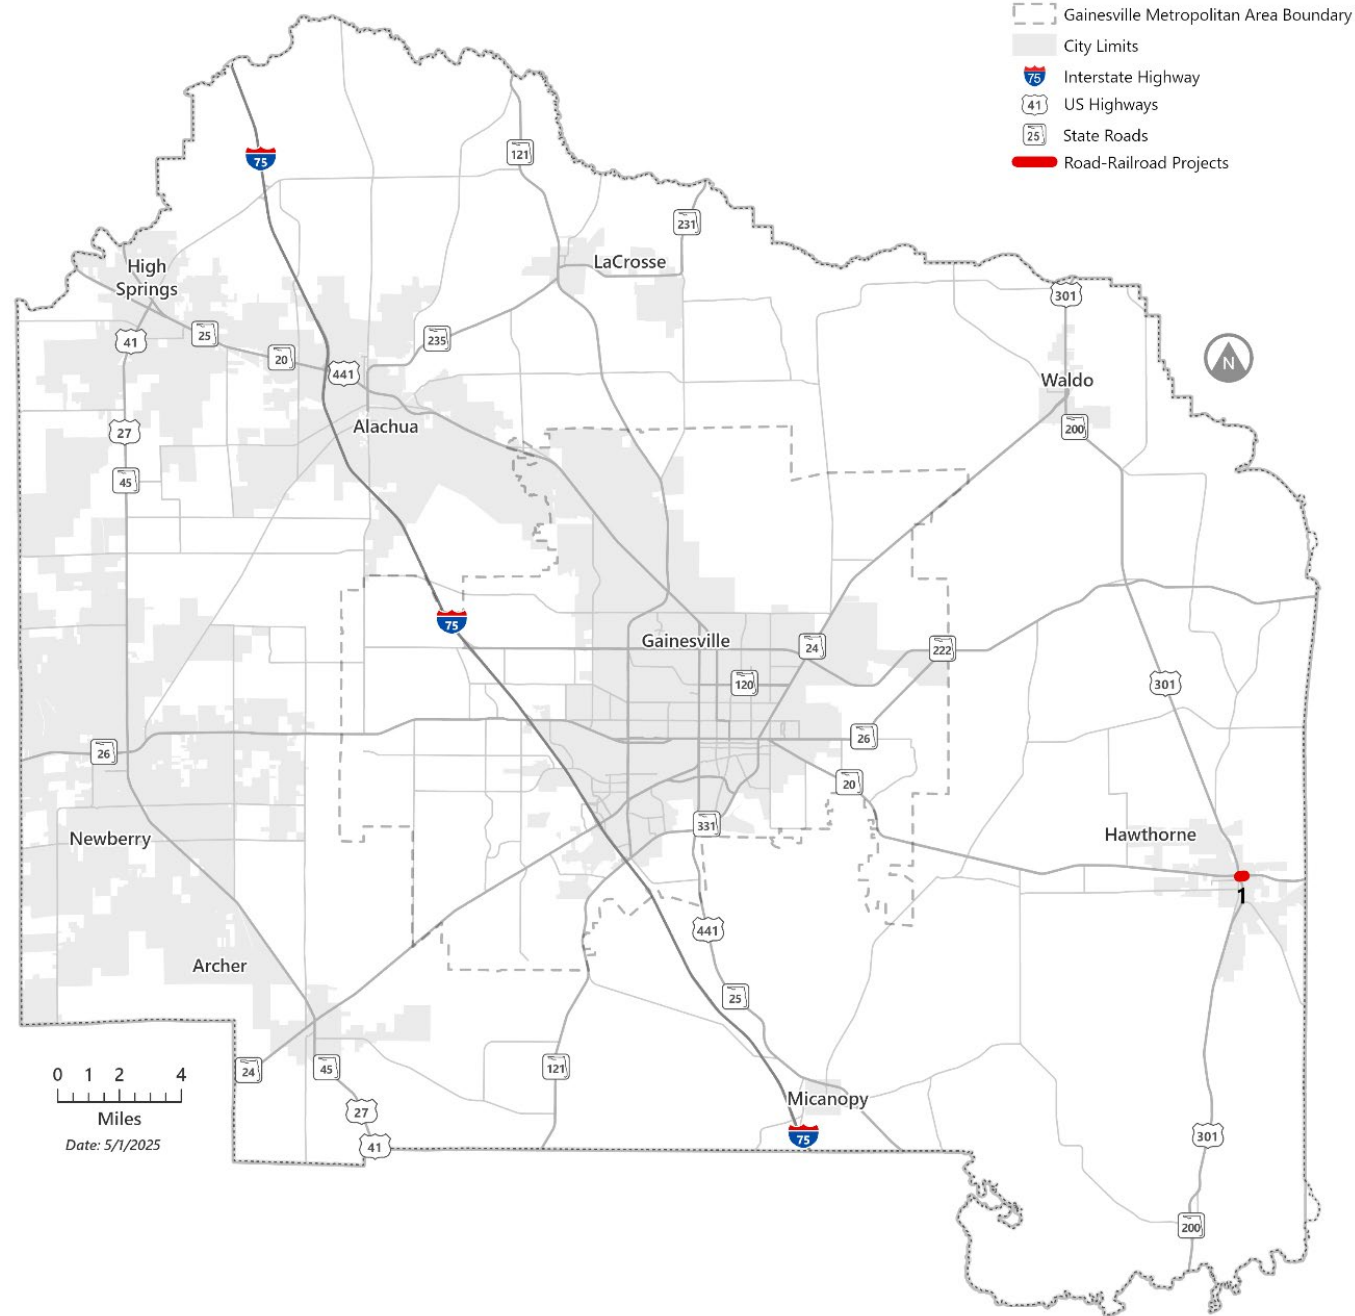 Gainesville Metropolitan Area Boundary
City Limits
75 Interstate Highway
41 US Highways
25 State Roads
Road-Railroad Projects
75
121
231
LaCrosse
High
Springs
301
41
25
20
235
441
N
Waldo
Alachua
200
27
45
75
Gainesville
24
222
120
301
26
26
20
331
Newberry
Hawthorne
1
441
Archer
25
24
45
121
0 1 2 4
Miles
Date: 5/1/2025
27
Micanopy
41
75
301
200